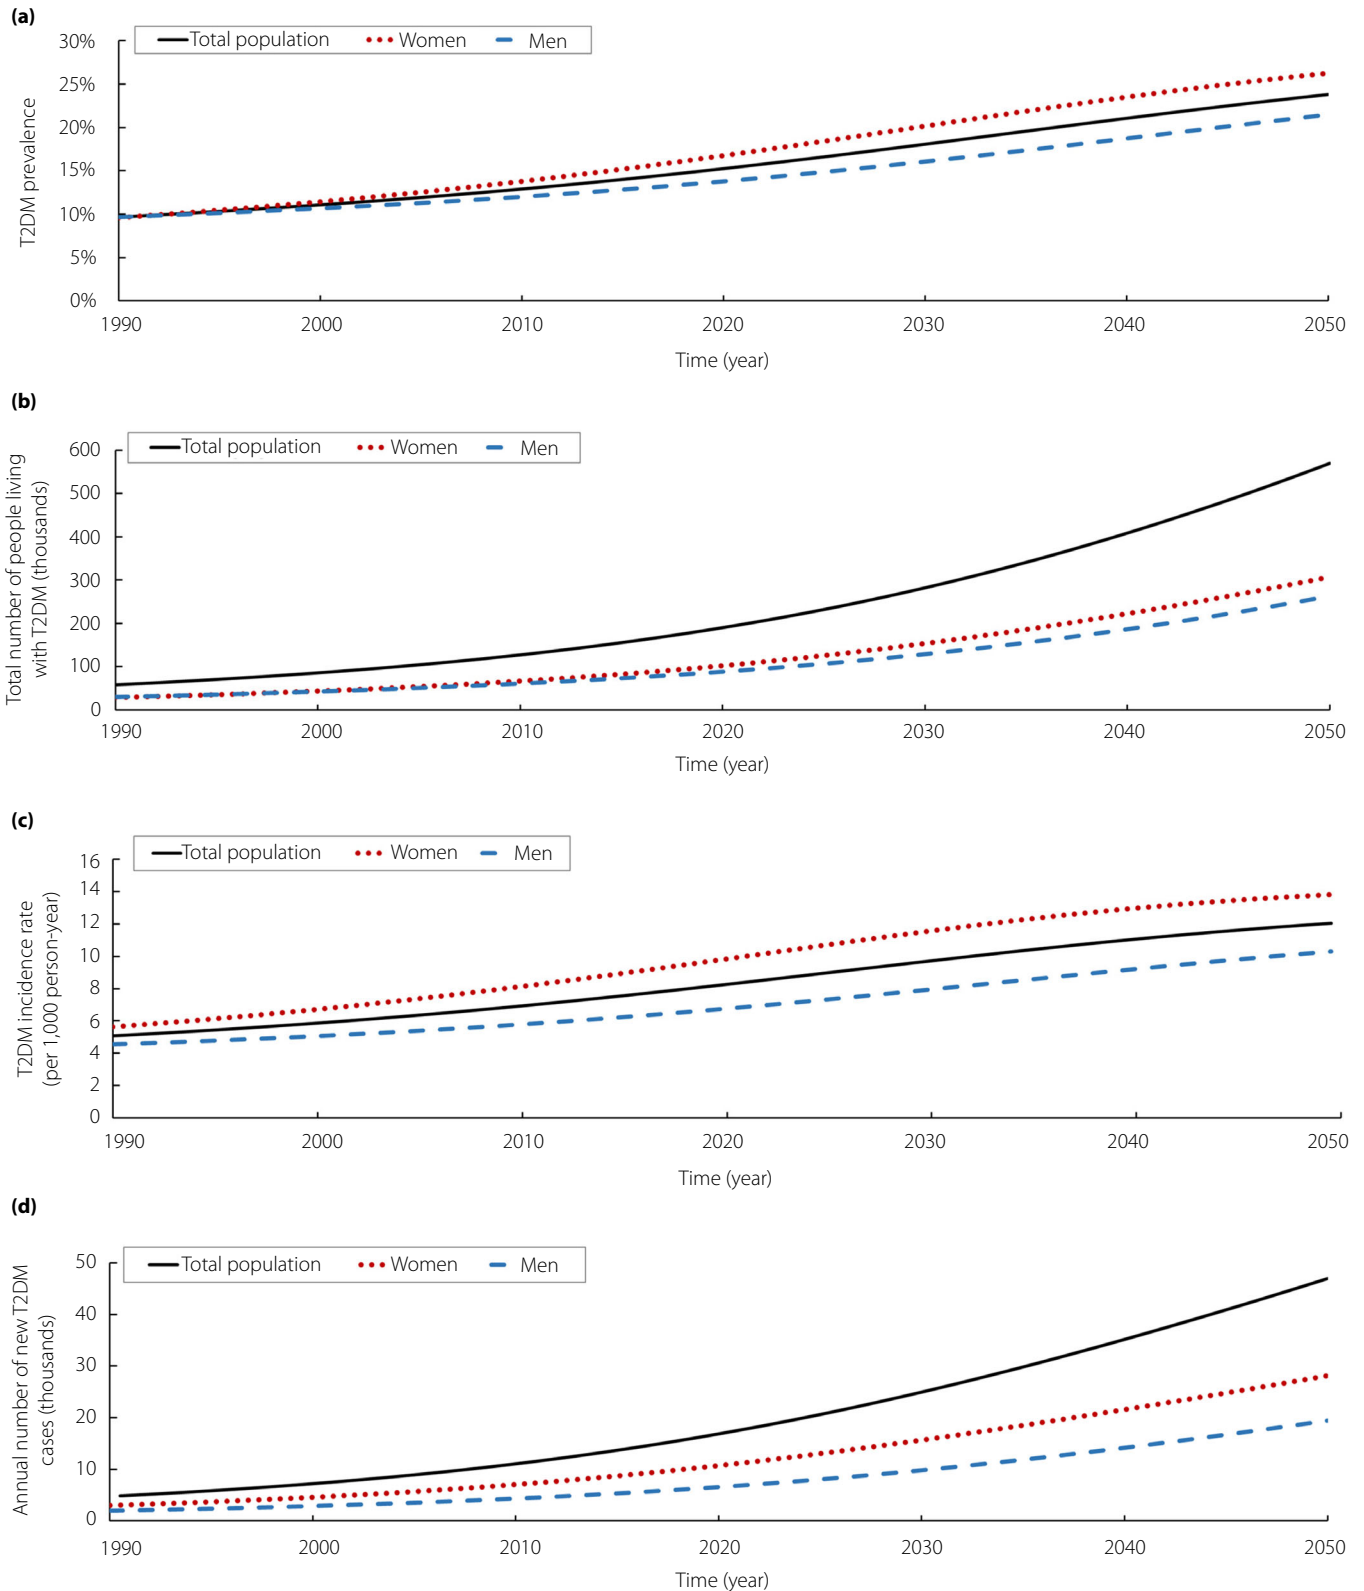 (a)
Total population Women Men
30%
25%
20%
15%
10%
5%
0%
T2DM prevalence
1990 2000 2010 2020 2030 2040 2050
Time (year)
(b)
Total population Women Men
600
500
400
300
200
100
0
Total number of people living
with T2DM (thousands)
1990 2000 2010 2020 2030 2040 2050
Time (year)
(c)
Total population Women Men
16
14
12
10
8
6
4
2
0
T2DM incidence rate
(per 1,000 person-year)
1990 2000 2010 2020 2030 2040 2050
Time (year)
(d)
Total population Women Men
50
40
30
20
10
0
Annual number of new T2DM
cases (thousands)
1990 2000 2010 2020 2030 2040 2050
Time (year)